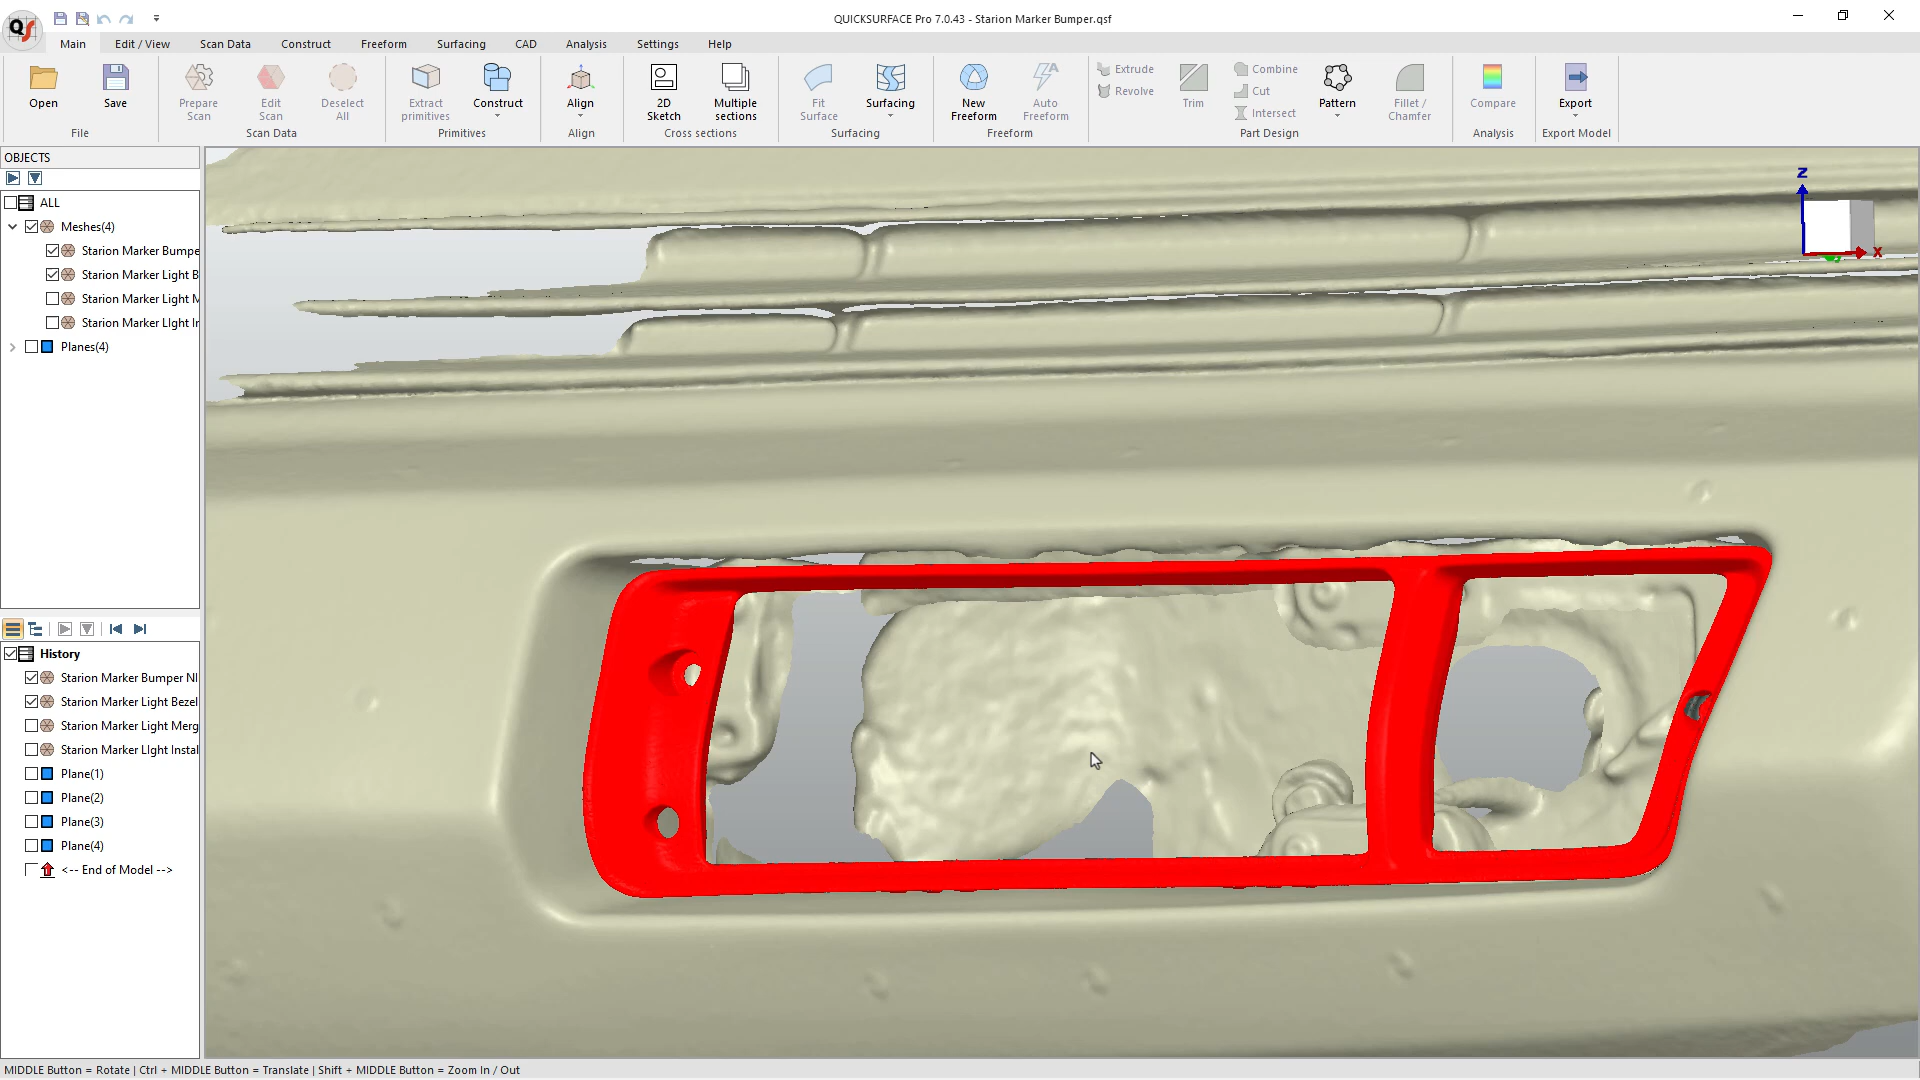 QUICKSURFACE Pro 7.0.43 - Starion Marker Bumper.qsf
QS
Main Edit / View Scan Data Construct Freeform Surfacing CAD Analysis Settings Help
Open Save Prepare Scan Edit Scan Deselect All Extract primitives Construct Align 2D Sketch Multiple sections Fit Surface Surfacing New Freeform Auto Freeform Extrude Revolve Trim Combine Cut Intersect Pattern Fillet / Chamfer Compare Export
File Scan Data Primitives Align Cross sections Surfacing Freeform Part Design Analysis Export Model
OBJECTS
ALL
Meshes(4)
Starion Marker Bumpe
Starion Marker Light B
Starion Marker Light M
Starion Marker LIght Ir
Planes(4)
History
Starion Marker Bumper NI
Starion Marker Light Bezel
Starion Marker Light Merg
Starion Marker LIght Instal
Plane(1)
Plane(2)
Plane(3)
Plane(4)
<-- End of Model -->
Z
X
MIDDLE Button = Rotate | Ctrl + MIDDLE Button = Translate | Shift + MIDDLE Button = Zoom In / Out